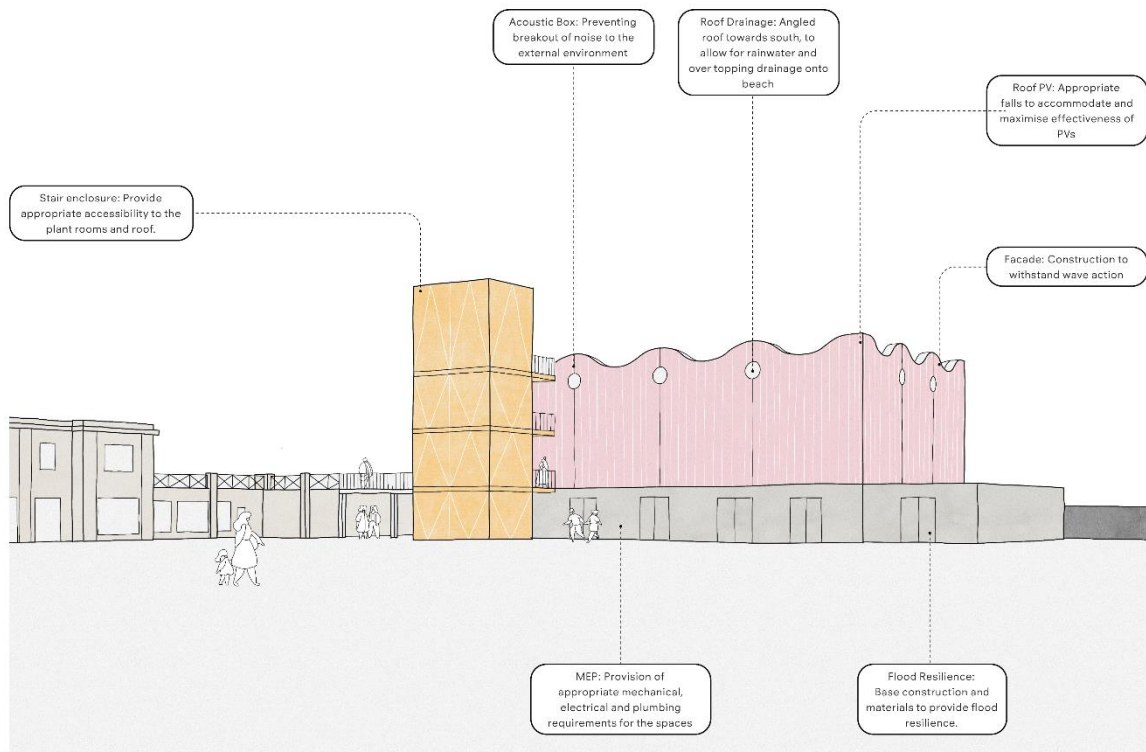 Acoustic Box: Preventing
breakout of noise to the
external environment
Roof Drainage: Angled
roof towards south, to
allow for rainwater and
over topping drainage onto
beach
Roof PV: Appropriate
falls to accommodate and
maximise effectiveness of
PVs
Stair enclosure: Provide
appropriate accessibility to the
plant rooms and roof.
Facade: Construction to
withstand wave action
MEP: Provision of
appropriate mechanical,
electrical and plumbing
requirements for the spaces
Flood Resilience:
Base construction and
materials to provide flood
resilience.